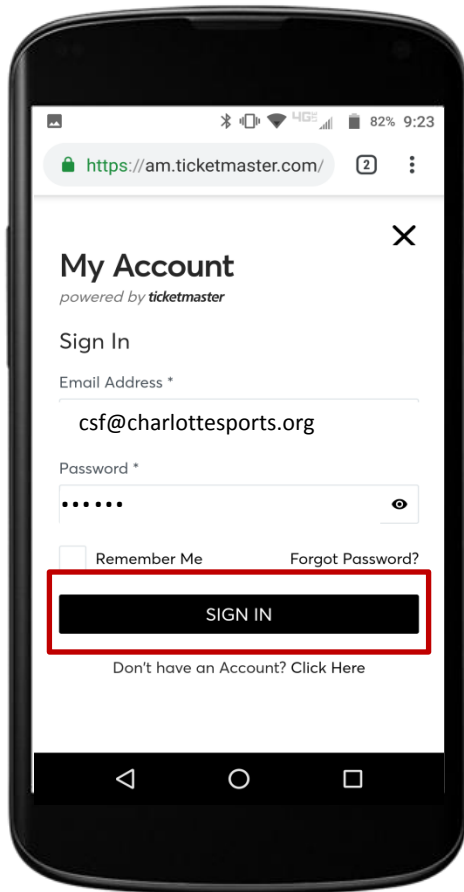 4G 82% 9:23
https://am.ticketmaster.com/ 2
My Account
powered by ticketmaster
Sign In
Email Address *
csf@charlottesports.org
Password *
••••••
Remember Me Forgot Password?
SIGN IN
Don't have an Account? Click Here